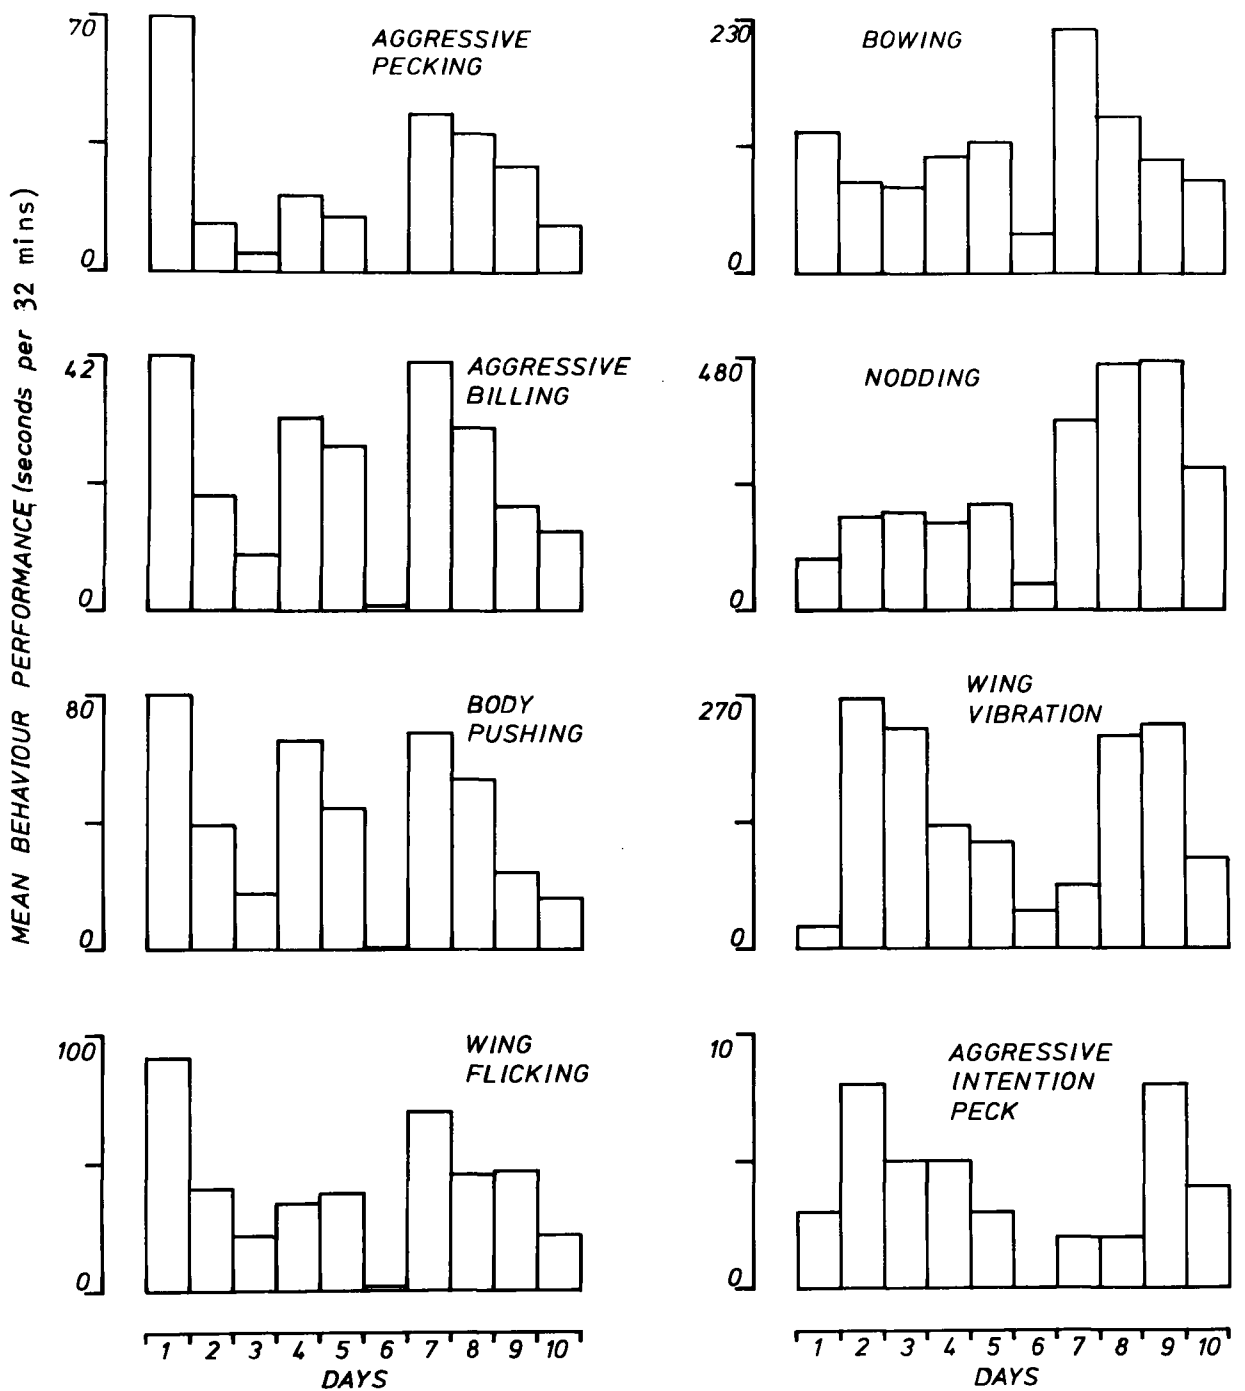 MEAN BEHAVIOUR PERFORMANCE (seconds per 32 mins)
70
0
AGGRESSIVE
PECKING
230
0
BOWING
42
0
AGGRESSIVE
BILLING
480
0
NODDING
80
0
BODY
PUSHING
270
0
WING
VIBRATION
100
0
WING
FLICKING
10
0
AGGRESSIVE
INTENTION
PECK
1 2 3 4 5 6 7 8 9 10
DAYS
1 2 3 4 5 6 7 8 9 10
DAYS